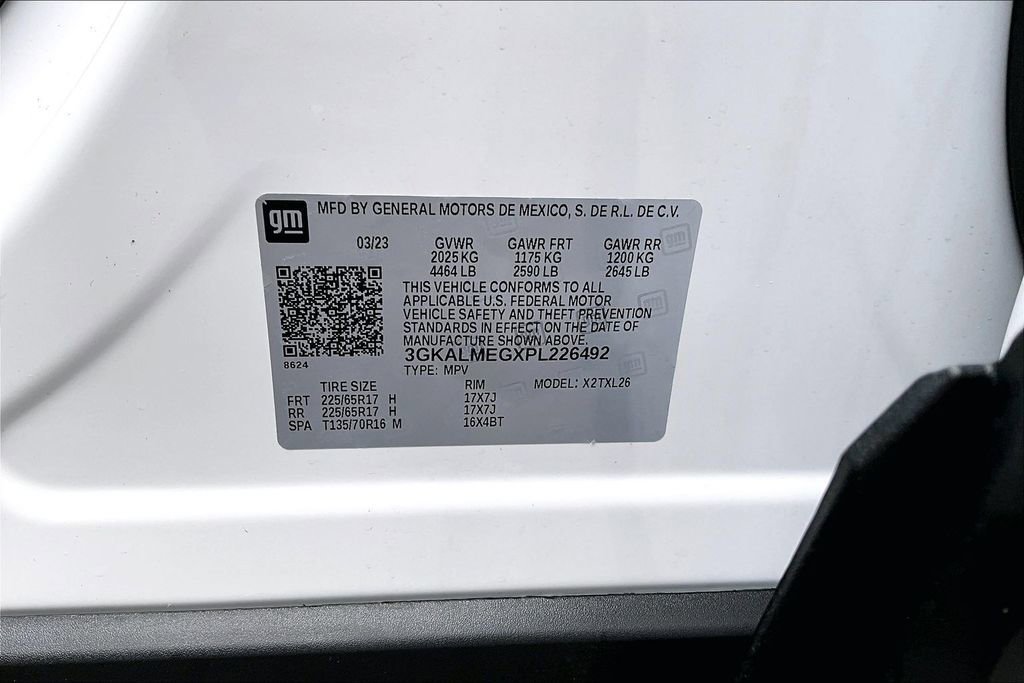 gm
MFD BY GENERAL MOTORS DE MEXICO, S. DE R.L. DE C.V.
03/23 GVWR GAWR FRT GAWR RR
2025 KG 1175 KG 1200 KG
4464 LB 2590 LB 2645 LB
THIS VEHICLE CONFORMS TO ALL
APPLICABLE U.S. FEDERAL MOTOR
VEHICLE SAFETY AND THEFT PREVENTION
STANDARDS IN EFFECT ON THE DATE OF
MANUFACTURE SHOWN ABOVE.
3GKALMEGXPL226492
8624
TYPE: MPV
TIRE SIZE RIM MODEL: X2TXL26
FRT 225/65R17 H 17X7J
RR 225/65R17 H 17X7J
SPA T135/70R16 M 16X4BT